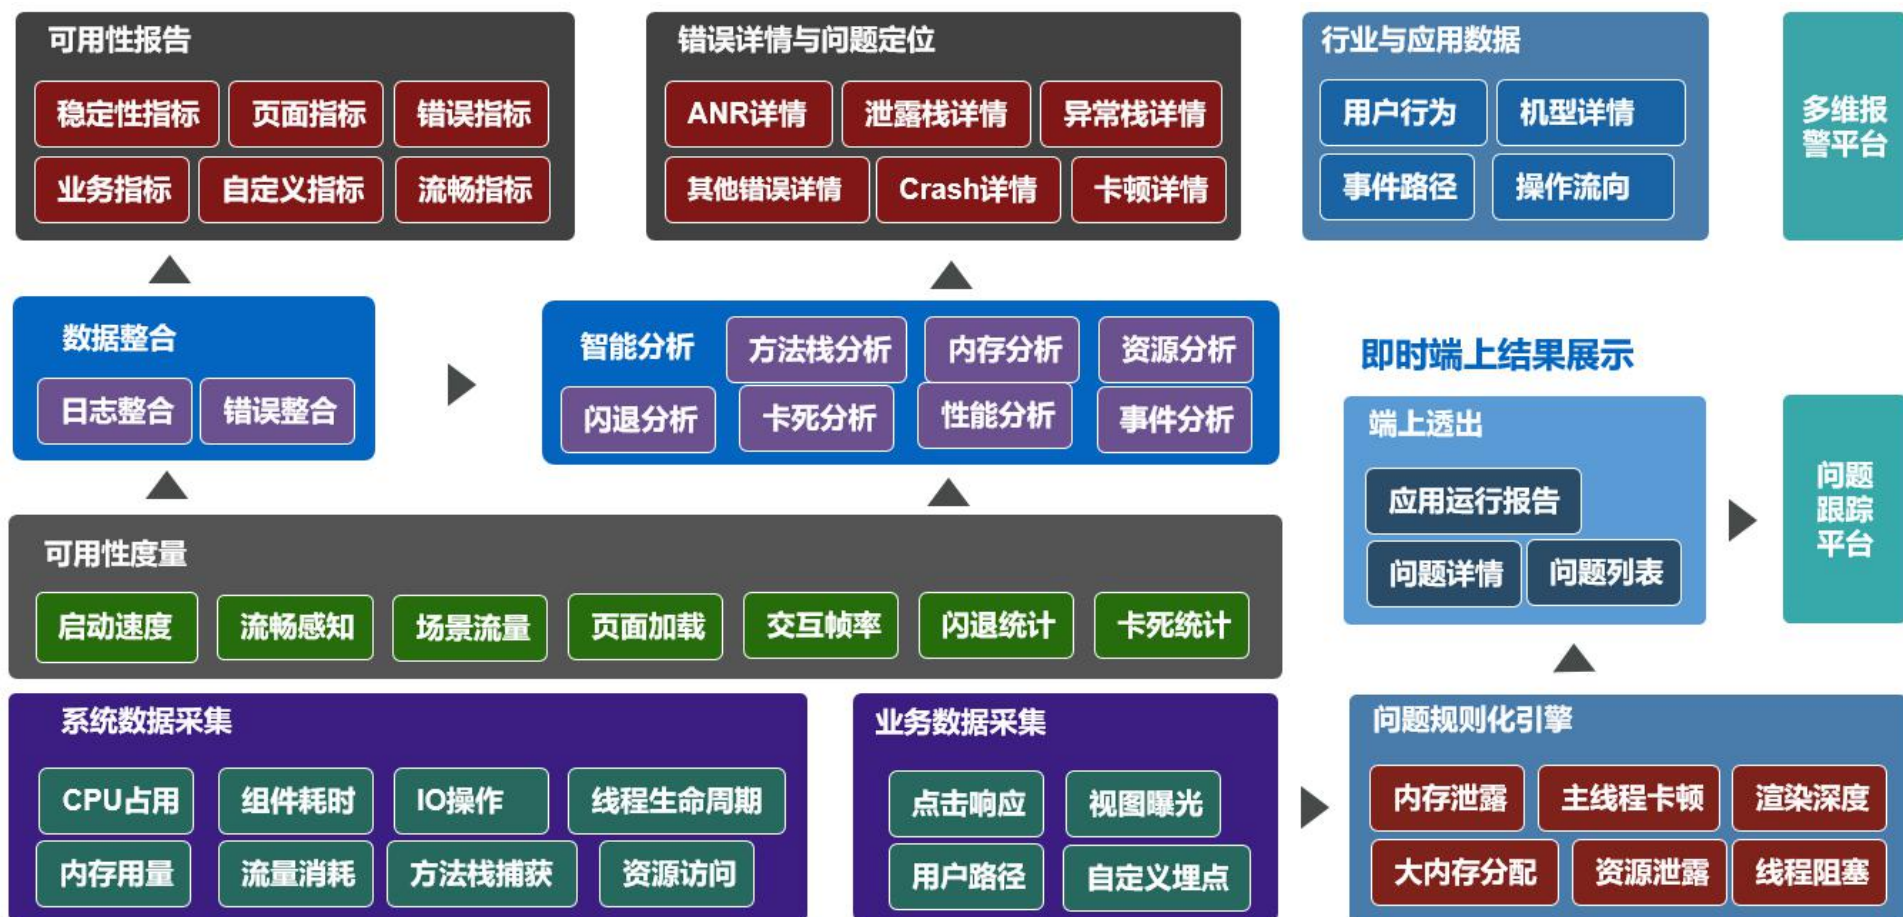 可用性报告
稳定性指标
页面指标
错误指标
业务指标
自定义指标
流畅指标
错误详情与问题定位
ANR详情
泄露栈详情
异常栈详情
其他错误详情
Crash详情
卡顿详情
行业与应用数据
用户行为
机型详情
事件路径
操作流向
多维报
警平台
数据整合
日志整合
错误整合
智能分析
方法栈分析
内存分析
资源分析
闪退分析
卡死分析
性能分析
事件分析
即时端上结果展示
端上透出
应用运行报告
问题详情
问题列表
问题
跟踪
平台
可用性度量
启动速度
流畅感知
场景流量
页面加载
交互帧率
闪退统计
卡死统计
系统数据采集
CPU占用
组件耗时
IO操作
线程生命周期
内存用量
流量消耗
方法栈捕获
资源访问
业务数据采集
点击响应
视图曝光
用户路径
自定义埋点
问题规则化引擎
内存泄露
主线程卡顿
渲染深度
大内存分配
资源泄露
线程阻塞